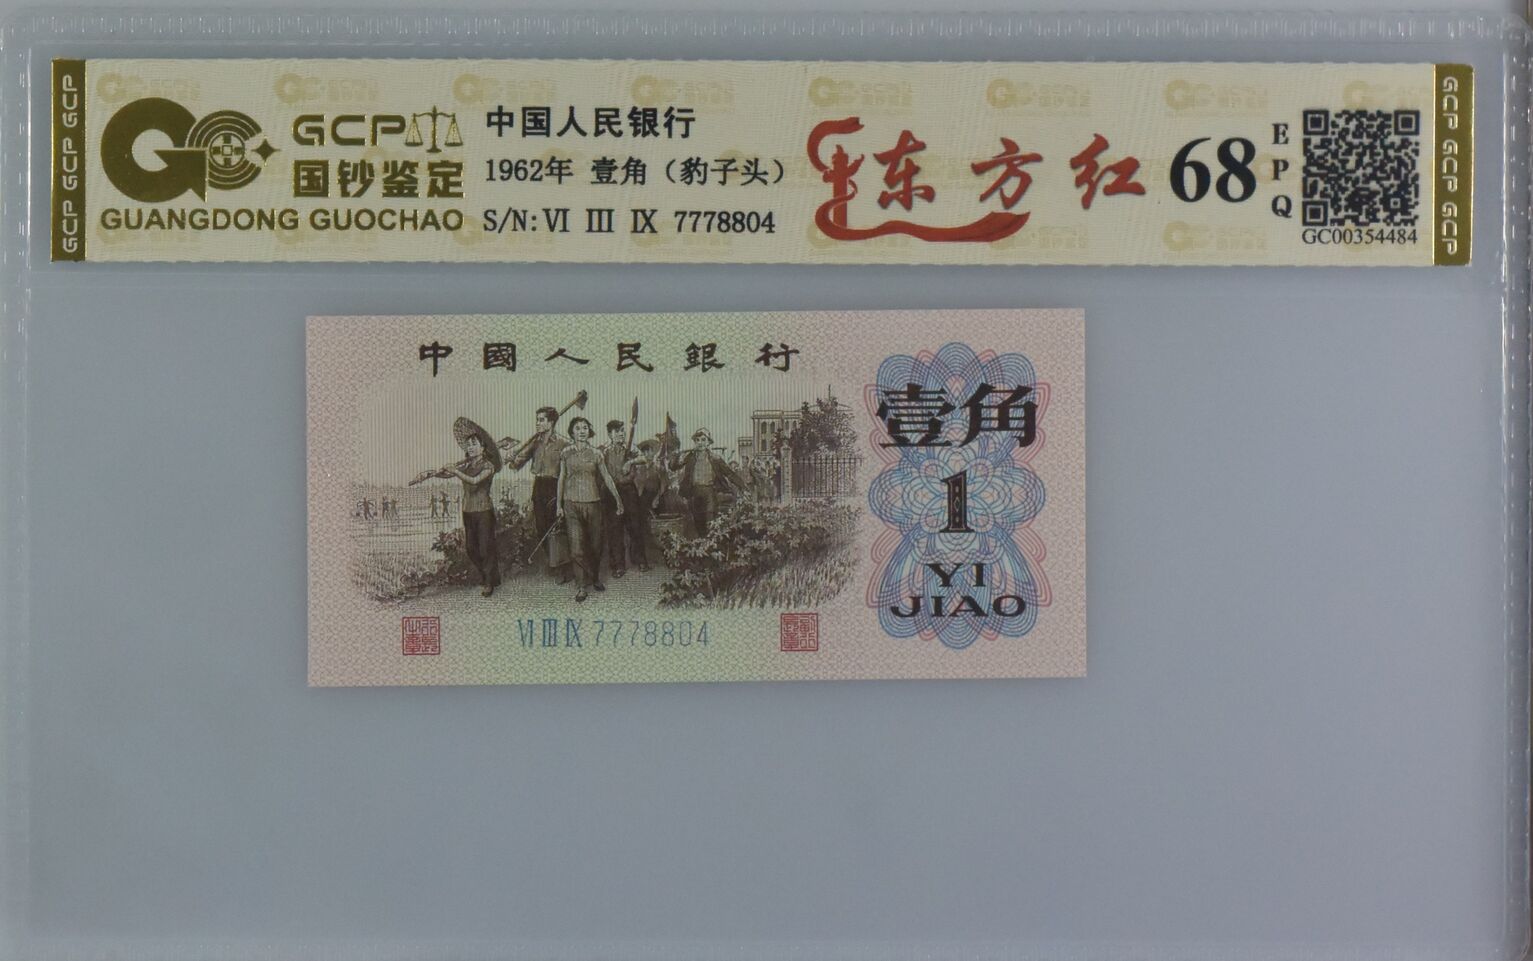 GCP GCP GCP
GCP
国钞鉴定
GUANGDONG GUOCHAO
中国人民银行
1962年 壹角（豹子头）
S/N: Ⅵ Ⅲ Ⅸ 7778804
东方红
68
EPQ
GC00354484
GCP GCP GCP
中國人民銀行
壹角
1
YI
JIAO
Ⅵ Ⅲ Ⅸ 7778804